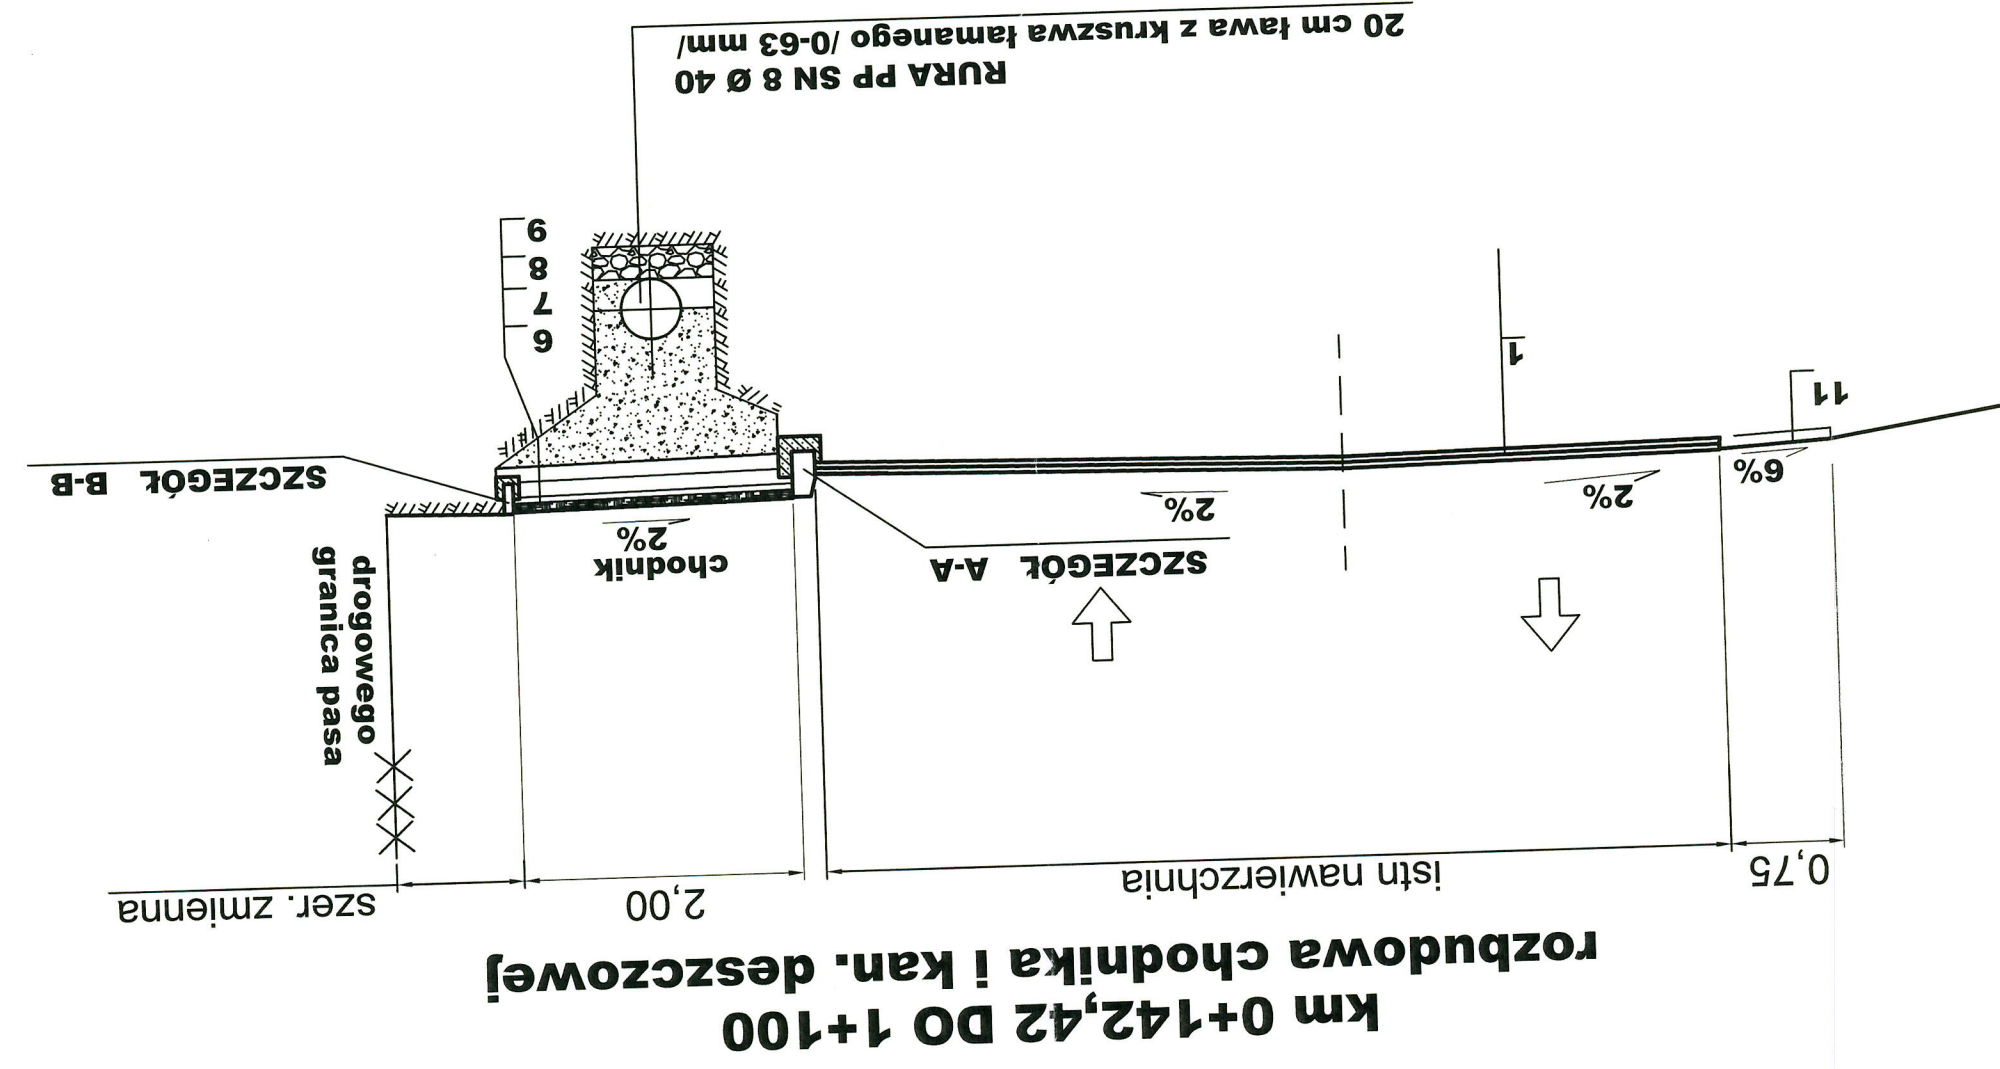 km 0+142,42 DO 1+100
rozbudowa chodnika i kan. deszczowej
0,75
istn nawierzchnia
2,00
szer. zmienna
granica pasa
drogowego
SZCZEGÓŁ A-A
chodnik
2%
6%
2%
2%
SZCZEGÓŁ B-B
11
1
6
7
8
9
RURA PP SN 8 Ø 40
20 cm ława z kruszwa łamanego /0-63 mm/